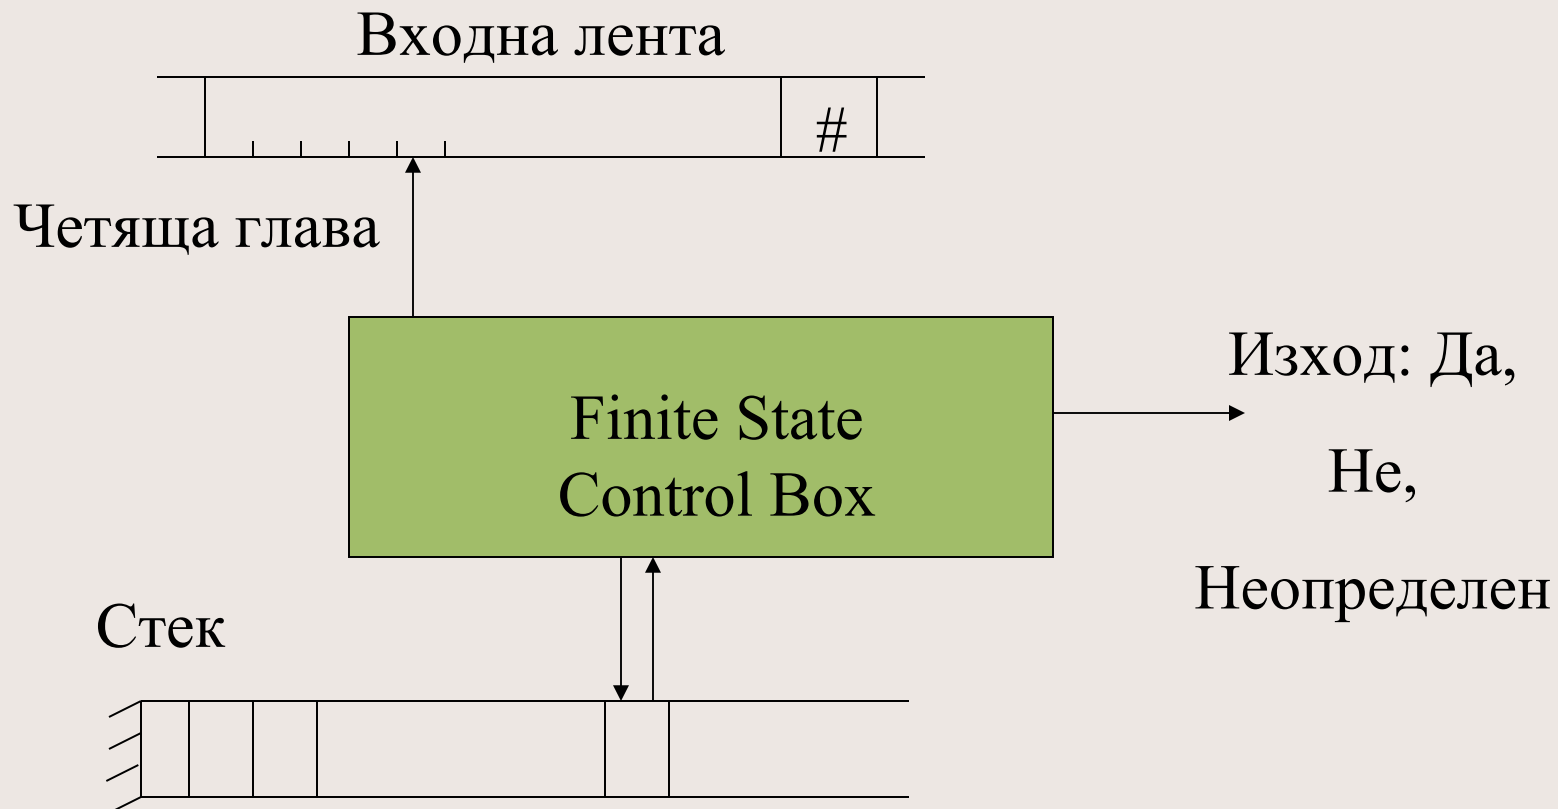 Входна лента
#
Четяща глава
Finite State
Control Box
Изход: Да,
Не,
Неопределен
Стек